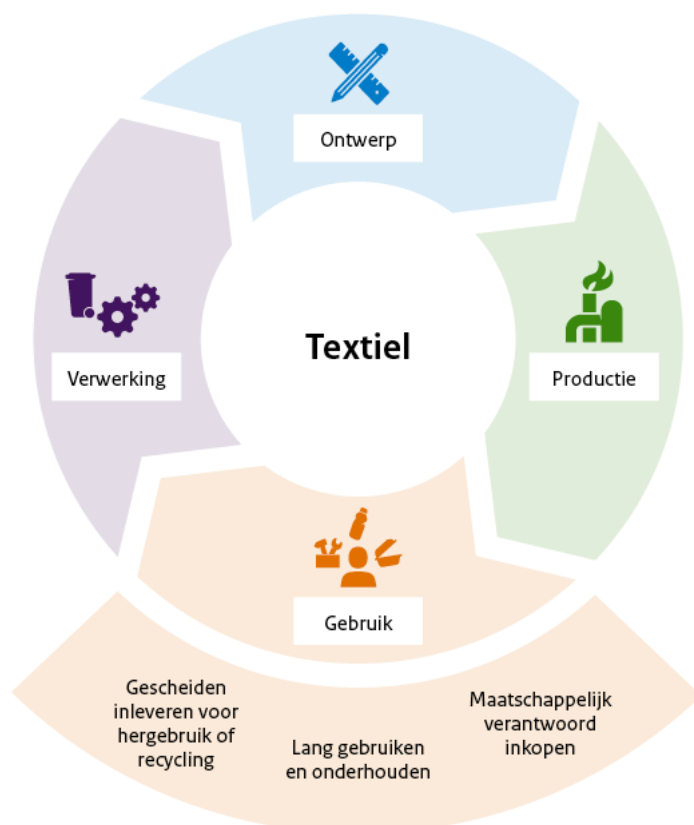 Ontwerp
Verwerking
Textiel
Productie
Gebruik
Gescheiden
inleveren voor
hergebruik of
recycling
Lang gebruiken
en onderhouden
Maatschappelijk
verantwoord
inkopen